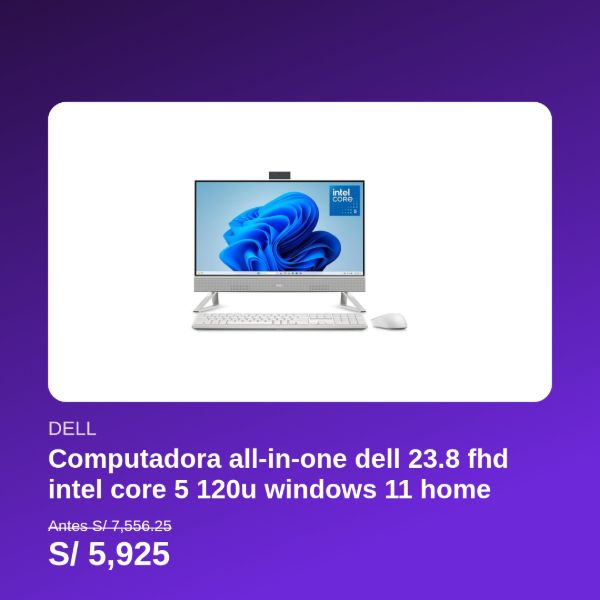 intel
CORE
5
DELL
Computadora all-in-one dell 23.8 fhd
intel core 5 120u windows 11 home
Antes S/ 7,556.25
S/ 5,925